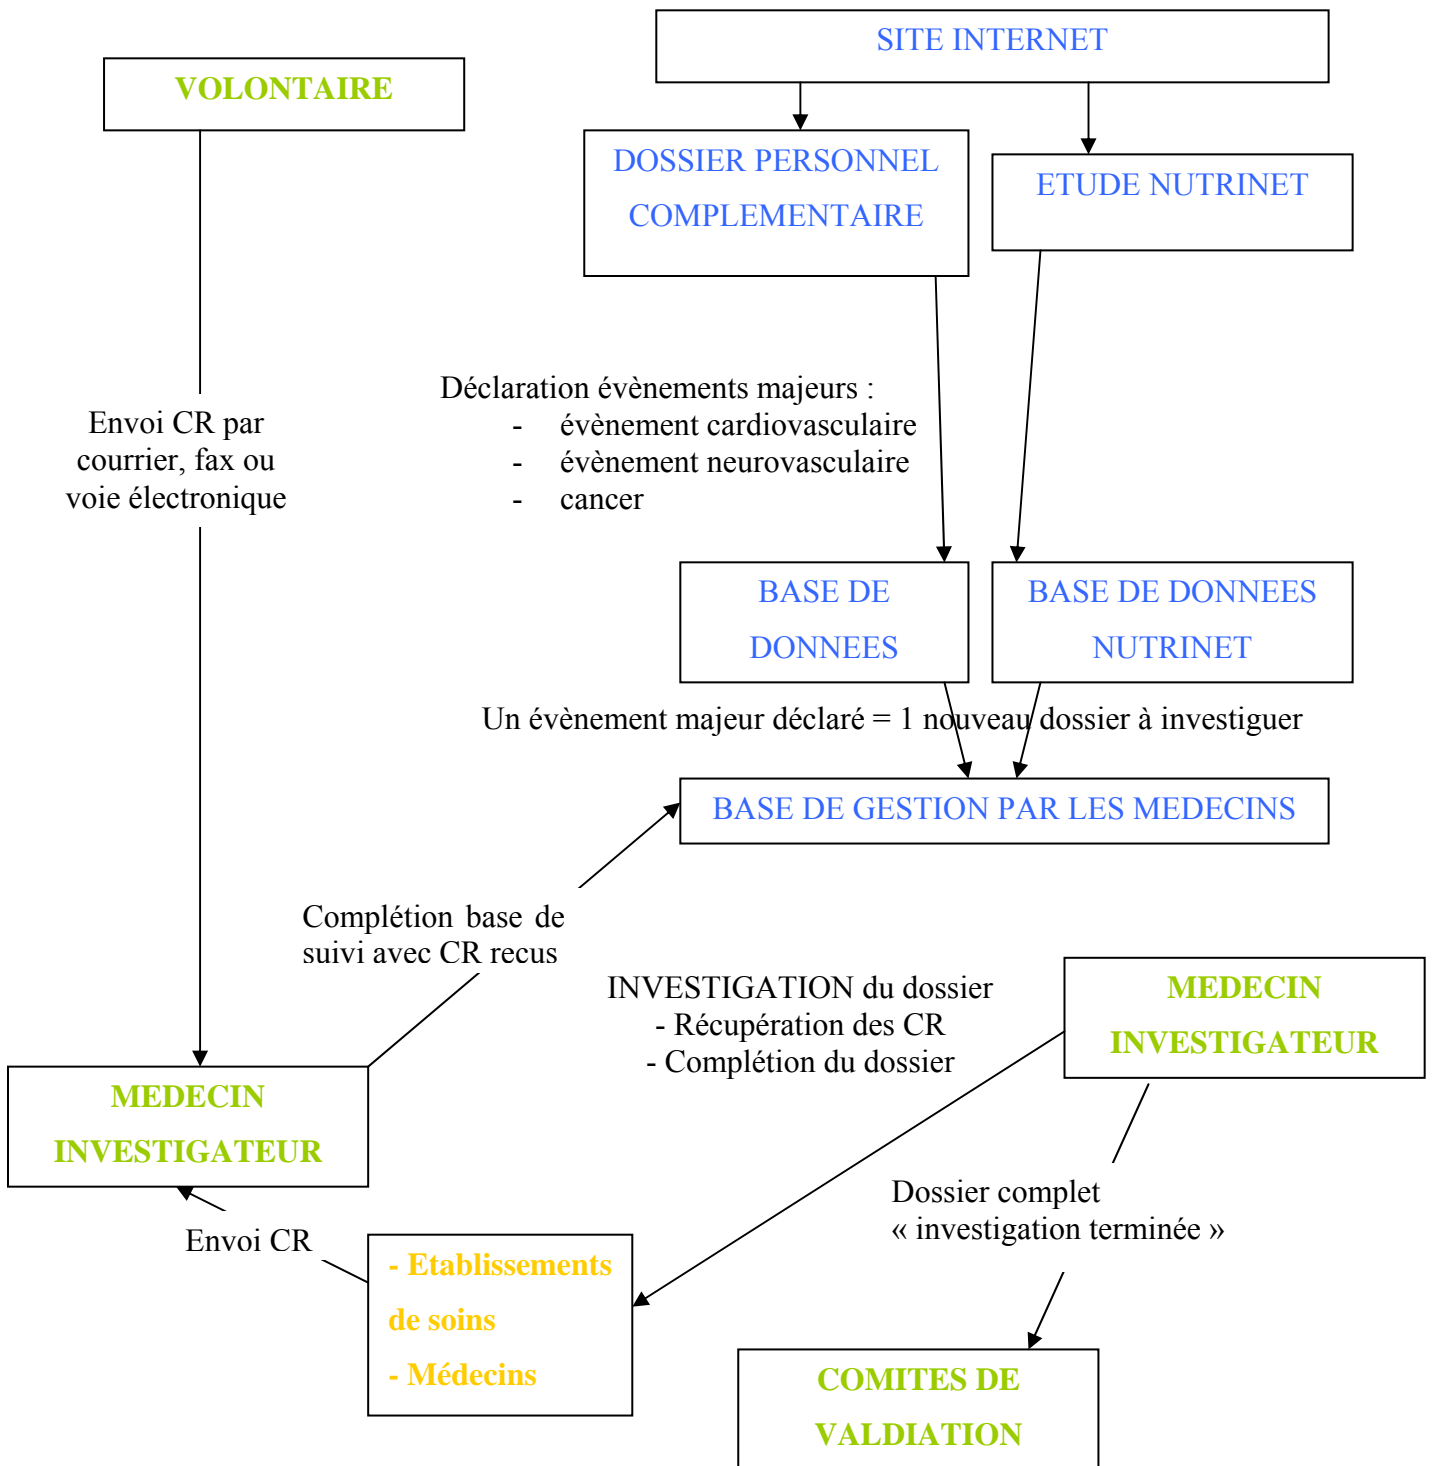 SITE INTERNET
VOLONTAIRE
DOSSIER PERSONNEL
COMPLEMENTAIRE
ETUDE NUTRINET
Déclaration évènements majeurs :
- évènement cardiovasculaire
- évènement neurovasculaire
- cancer
Envoi CR par
courrier, fax ou
voie électronique
BASE DE
DONNEES
BASE DE DONNEES
NUTRINET
Un évènement majeur déclaré = 1 nouveau dossier à investiguer
BASE DE GESTION PAR LES MEDECINS
Complétion base de
suivi avec CR recus
INVESTIGATION du dossier
- Récupération des CR
- Complétion du dossier
MEDECIN
INVESTIGATEUR
MEDECIN
INVESTIGATEUR
Dossier complet
« investigation terminée »
Envoi CR
- Etablissements
de soins
- Médecins
COMITES DE
VALDIATION